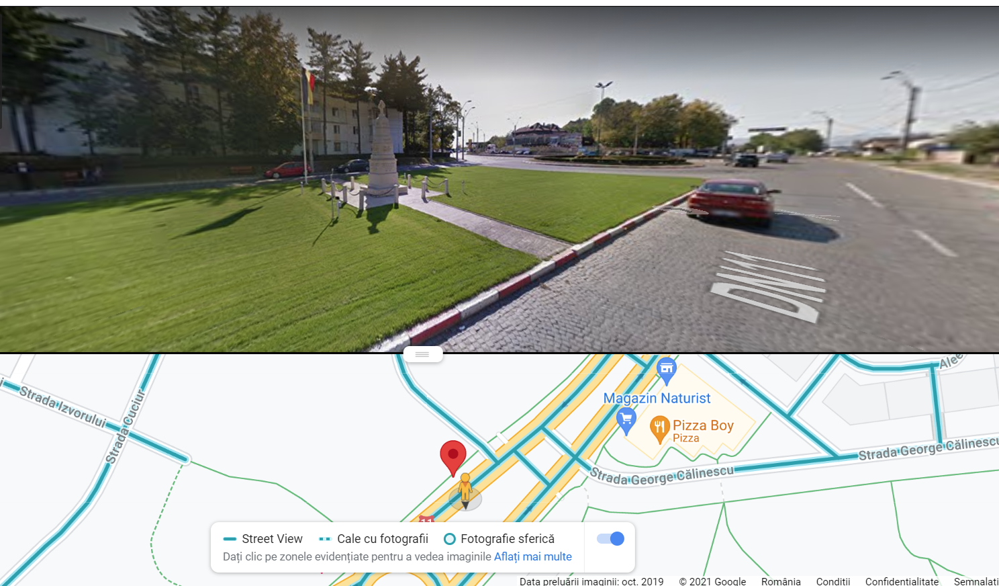 DN11
Strada Izvorului
Strada Cuciur
Magazin Naturist
Pizza Boy
Pizza
Alee
Strada George Călinescu
Strada George Călinescu
11
Street View
Cale cu fotografii
Fotografie sferică
Dați clic pe zonele evidențiate pentru a vedea imaginile Aflați mai multe
Data preluării imaginii: oct. 2019 © 2021 Google România Condiții Confidențialitate Semnalați